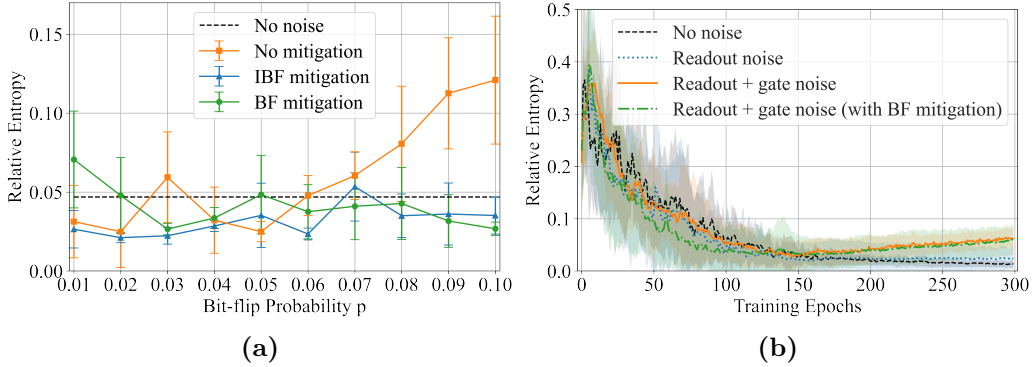 0.15
0.10
0.05
0.00
Relative Entropy
No noise
No mitigation
IBF mitigation
BF mitigation
0.01 0.02 0.03 0.04 0.05 0.06 0.07 0.08 0.09 0.10
Bit-flip Probability p
(a)
0.5
0.4
0.3
0.2
0.1
0.0
Relative Entropy
No noise
Readout noise
Readout + gate noise
Readout + gate noise (with BF mitigation)
0 50 100 150 200 250 300
Training Epochs
(b)